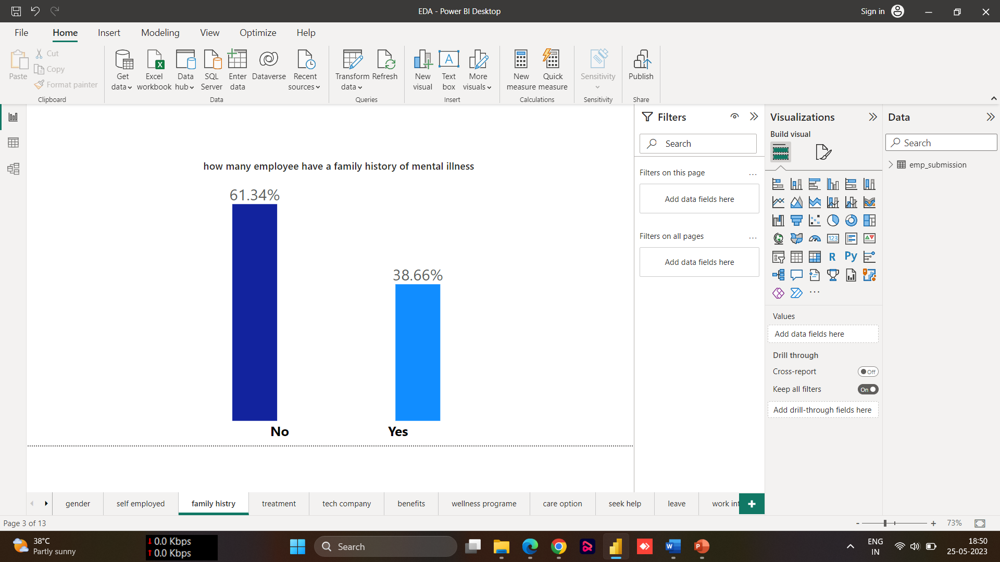 EDA - Power BI Desktop
Sign in
File Home Insert Modeling View Optimize Help
Paste
Cut
Copy
Format painter
Clipboard
Get data
Excel workbook
Data hub
SQL Server
Enter data
Dataverse
Recent sources
Data
Transform data
Refresh
Queries
New visual
Text box
More visuals
Insert
New measure
Quick measure
Calculations
Sensitivity
Sensitivity
Publish
Share
how many employee have a family history of mental illness
61.34%
38.66%
No Yes
Filters
Search
Filters on this page ...
Add data fields here
Filters on all pages ...
Add data fields here
Visualizations
Build visual
123
R Py
...
Values
Add data fields here
Drill through
Cross-report Off
Keep all filters On
Add drill-through fields here
Data
Search
emp_submission
gender self employed family histry treatment tech company benefits wellness programe care option seek help leave work int
Page 3 of 13
- + 73%
38°C
Partly sunny
0.0 Kbps
0.0 Kbps
Search
ENG
IN
18:50
25-05-2023